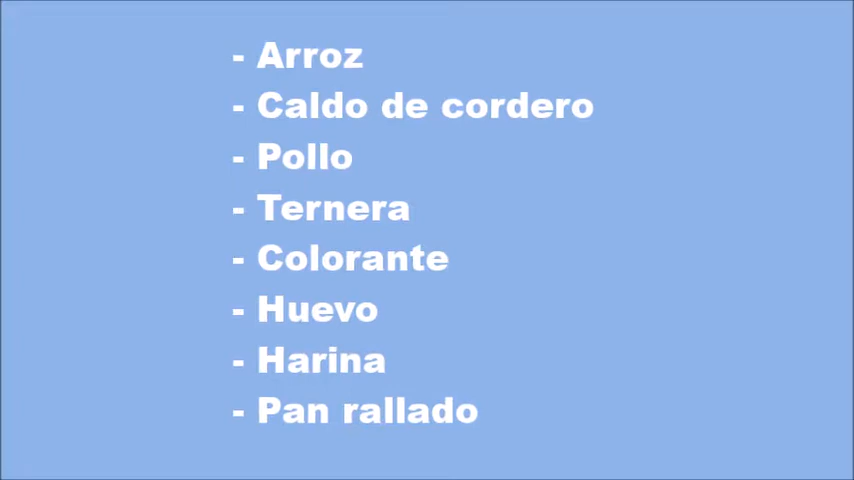 - Arroz
- Caldo de cordero
- Pollo
- Ternera
- Colorante
- Huevo
- Harina
- Pan rallado